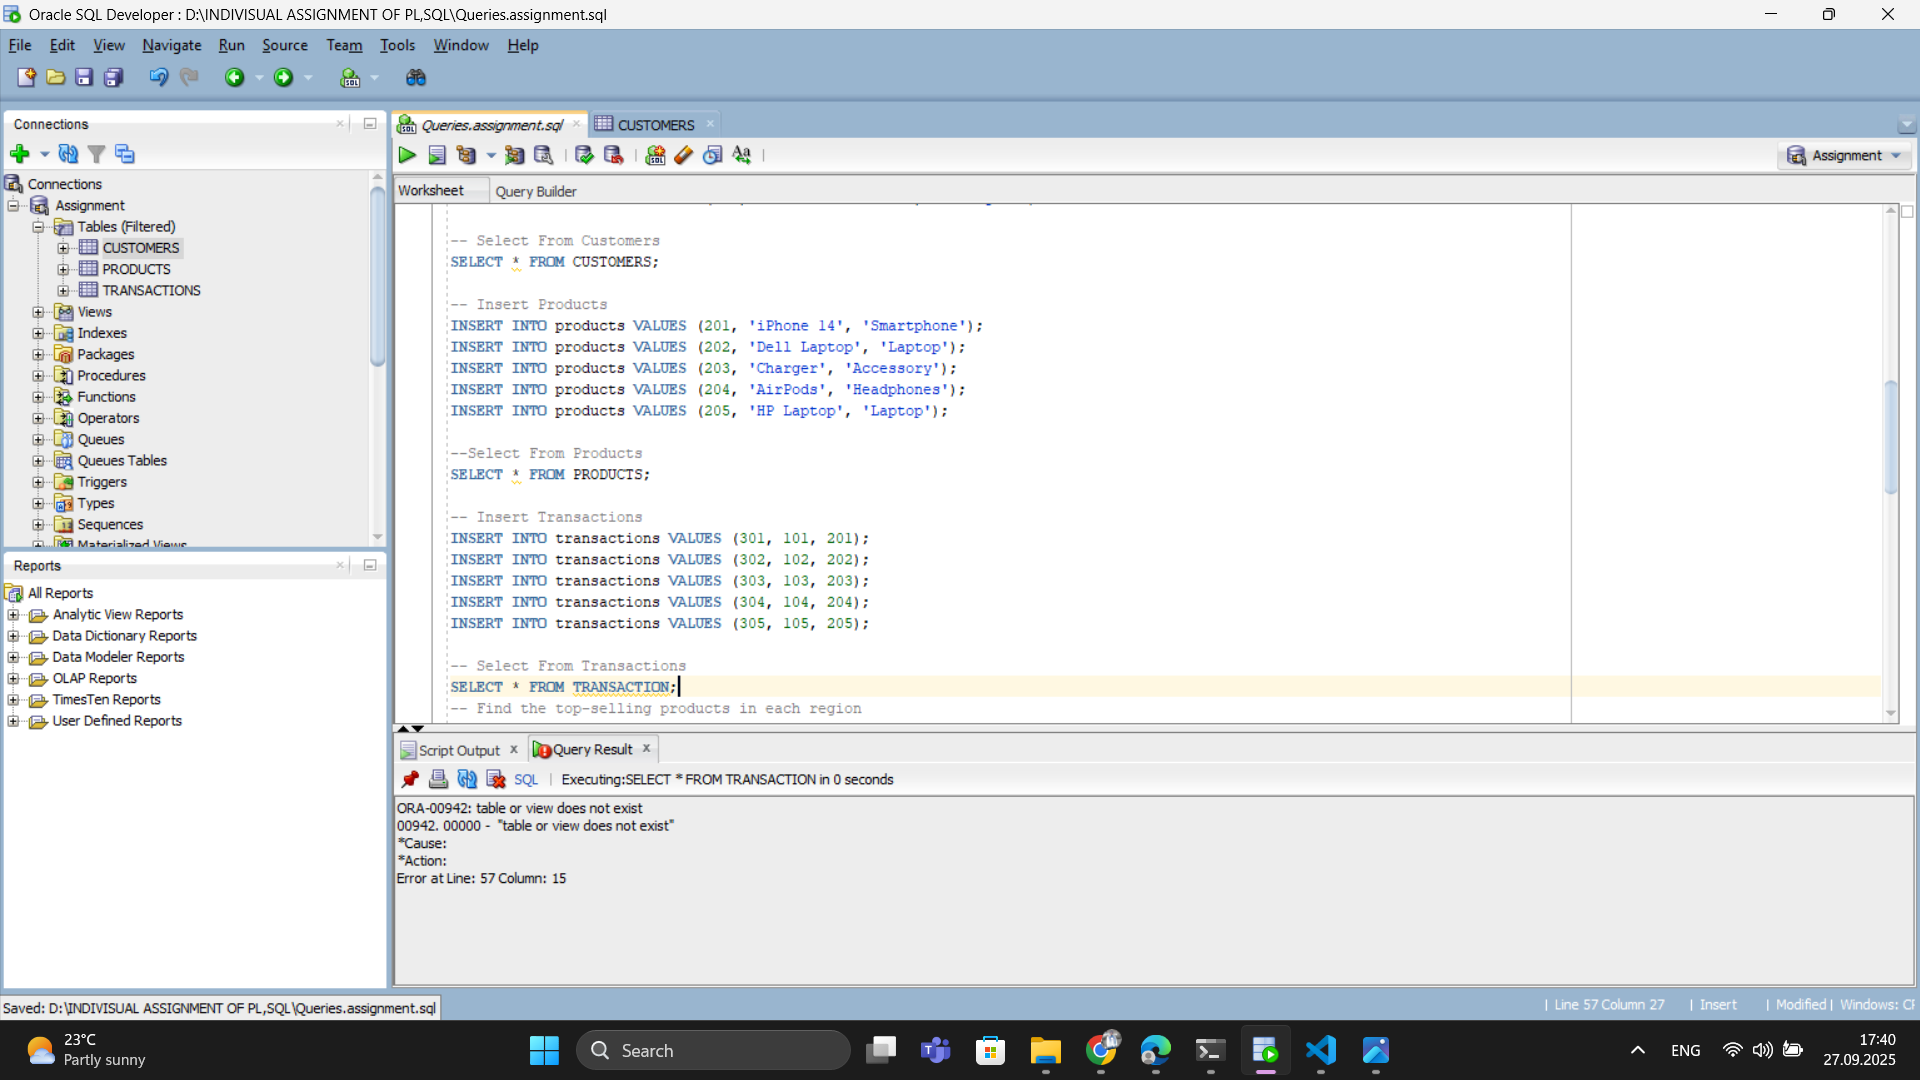 Oracle SQL Developer : D:\INDIVISUAL ASSIGNMENT OF PL,SQL\Queries.assignment.sql
File Edit View Navigate Run Source Team Tools Window Help
Connections
Connections
Assignment
Tables (Filtered)
CUSTOMERS
PRODUCTS
TRANSACTIONS
Views
Indexes
Packages
Procedures
Functions
Operators
Queues
Queues Tables
Triggers
Types
Sequences
Materialized Views
Reports
All Reports
Analytic View Reports
Data Dictionary Reports
Data Modeler Reports
OLAP Reports
TimesTen Reports
User Defined Reports
Queries.assignment.sql CUSTOMERS
Assignment
Worksheet Query Builder
-- Select From Customers
SELECT * FROM CUSTOMERS;
-- Insert Products
INSERT INTO products VALUES (201, 'iPhone 14', 'Smartphone');
INSERT INTO products VALUES (202, 'Dell Laptop', 'Laptop');
INSERT INTO products VALUES (203, 'Charger', 'Accessory');
INSERT INTO products VALUES (204, 'AirPods', 'Headphones');
INSERT INTO products VALUES (205, 'HP Laptop', 'Laptop');
--Select From Products
SELECT * FROM PRODUCTS;
-- Insert Transactions
INSERT INTO transactions VALUES (301, 101, 201);
INSERT INTO transactions VALUES (302, 102, 202);
INSERT INTO transactions VALUES (303, 103, 203);
INSERT INTO transactions VALUES (304, 104, 204);
INSERT INTO transactions VALUES (305, 105, 205);
-- Select From Transactions
SELECT * FROM TRANSACTION;
-- Find the top-selling products in each region
Script Output Query Result
SQL | Executing:SELECT * FROM TRANSACTION in 0 seconds
ORA-00942: table or view does not exist
00942. 00000 - "table or view does not exist"
*Cause:
*Action:
Error at Line: 57 Column: 15
Saved: D:\INDIVISUAL ASSIGNMENT OF PL,SQL\Queries.assignment.sql
| Line 57 Column 27 | Insert | Modified | Windows:
23°C
Partly sunny
Search
ENG
17:40
27.09.2025